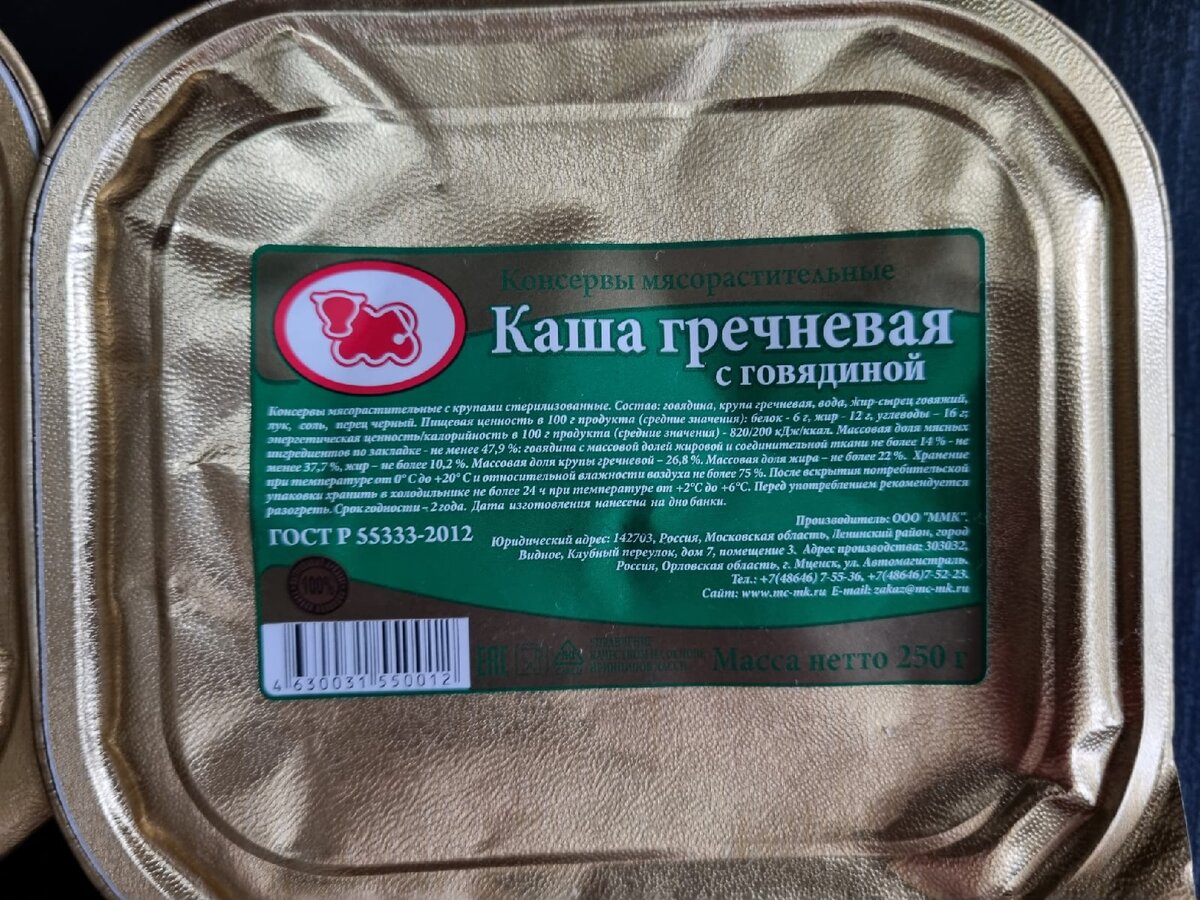 Консервы мясорастительные
Каша гречневая
с говядиной
Консервы мясорастительные с крупами стерилизованные. Состав: говядина, крупа гречневая, вода, жир-сырец говяжий,
лук, соль, перец черный. Пищевая ценность в 100 г продукта (средние значения): белок - 6 г, жир - 12 г, углеводы – 16 г;
энергетическая ценность/калорийность в 100 г продукта (средние значения) - 820/200 кДж/ккал. Массовая доля мясных
ингредиентов по закладке - не менее 47,9 %: говядина с массовой долей жировой и соединительной ткани не более 14 % - не
менее 37,7 %, жир – не более 10,2 %. Массовая доля крупы гречневой – 26,8 %. Массовая доля жира – не более 22 %. Хранение
при температуре от 0° С до +20° С и относительной влажности воздуха не более 75 %. После вскрытия потребительской
упаковки хранить в холодильнике не более 24 ч при температуре от +2°С до +6°С. Перед употреблением рекомендуется
разогреть. Срок годности – 2 года. Дата изготовления нанесена на дно банки.
ГОСТ Р 55333-2012
Производитель: ООО "ММК".
Юридический адрес: 142703, Россия, Московская область, Ленинский район, город
Видное, Клубный переулок, дом 7, помещение 3. Адрес производства: 303032,
Россия, Орловская область, г. Мценск, ул. Автомагистраль.
Тел.: +7(48646) 7-55-36, +7(48646)7-52-23.
Сайт: www.mc-mk.ru E-mail: zakaz@mc-mk.ru
100%
4 630031 550012
ЕАС
УПРАВЛЕНИЕ
КАЧЕСТВОМ НА ОСНОВЕ
ПРИНЦИПОВ ХАССП
Масса нетто 250 г